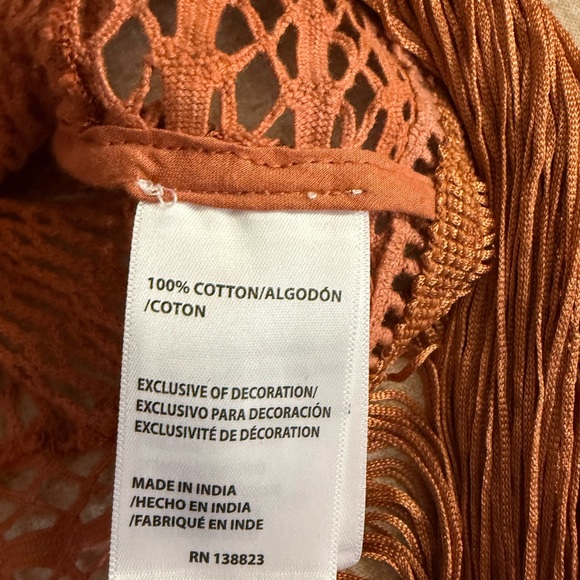 100% COTTON/ALGODÓN
/COTON
EXCLUSIVE OF DECORATION/
EXCLUSIVO PARA DECORACIÓN
EXCLUSIVITÉ DE DÉCORATION
MADE IN INDIA
/HECHO EN INDIA
/FABRIQUÉ EN INDE
RN 138823